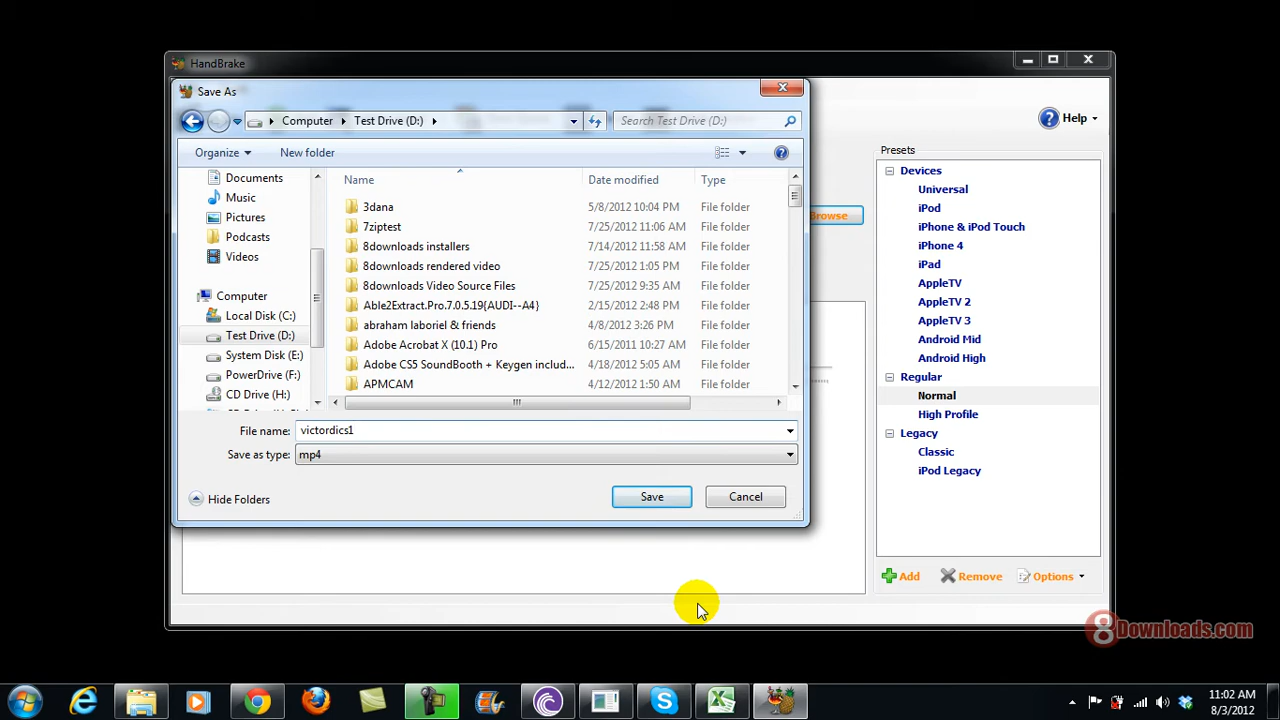 HandBrake
Save As
Computer
Test Drive (D:)
Search Test Drive (D:)
Help
Organize
New folder
Presets
Documents
Music
Pictures
Podcasts
Videos
Computer
Local Disk (C:)
Test Drive (D:)
System Disk (E:)
PowerDrive (F:)
CD Drive (H:)
Name Date modified Type
3dana 5/8/2012 10:04 PM File folder
7ziptest 7/25/2012 11:06 AM File folder
8downloads installers 7/14/2012 11:58 AM File folder
8downloads rendered video 7/25/2012 1:05 PM File folder
8downloads Video Source Files 7/25/2012 9:35 AM File folder
Able2Extract.Pro.7.0.5.19{AUDI--A4} 2/15/2012 2:48 PM File folder
abraham laboriel & friends 4/8/2012 3:26 PM File folder
Adobe Acrobat X (10.1) Pro 6/15/2011 10:27 AM File folder
Adobe CS5 SoundBooth + Keygen includ... 4/18/2012 5:05 AM File folder
APMCAM 4/12/2012 1:50 AM File folder
File name: victordics1
Save as type: mp4
Hide Folders
Save
Cancel
Browse
Devices
Universal
iPod
iPhone & iPod Touch
iPhone 4
iPad
AppleTV
AppleTV 2
AppleTV 3
Android Mid
Android High
Regular
Normal
High Profile
Legacy
Classic
iPod Legacy
Add
Remove
Options
8Downloads.com
11:02 AM
8/3/2012